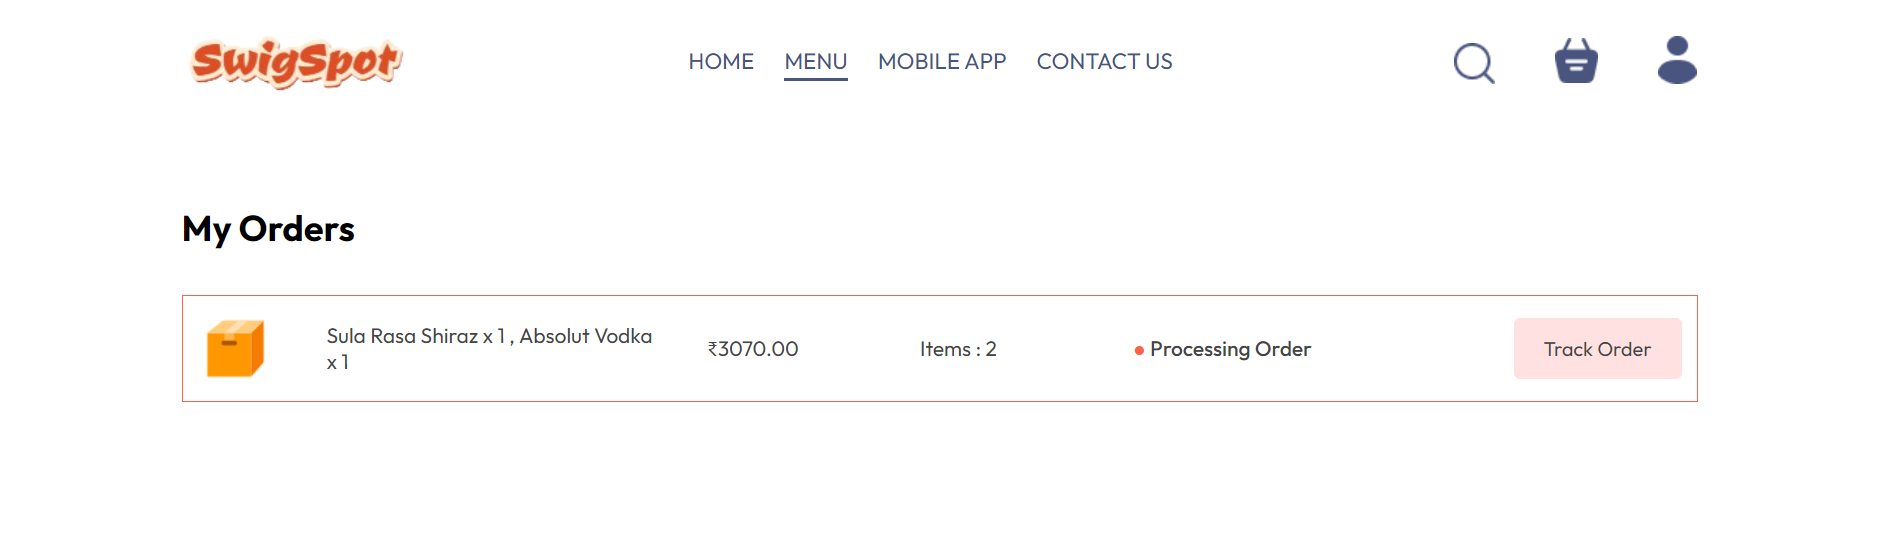 SwigSpot
HOME MENU MOBILE APP CONTACT US
My Orders
Sula Rasa Shiraz x 1 , Absolut Vodka
x 1
₹3070.00
Items : 2
Processing Order
Track Order